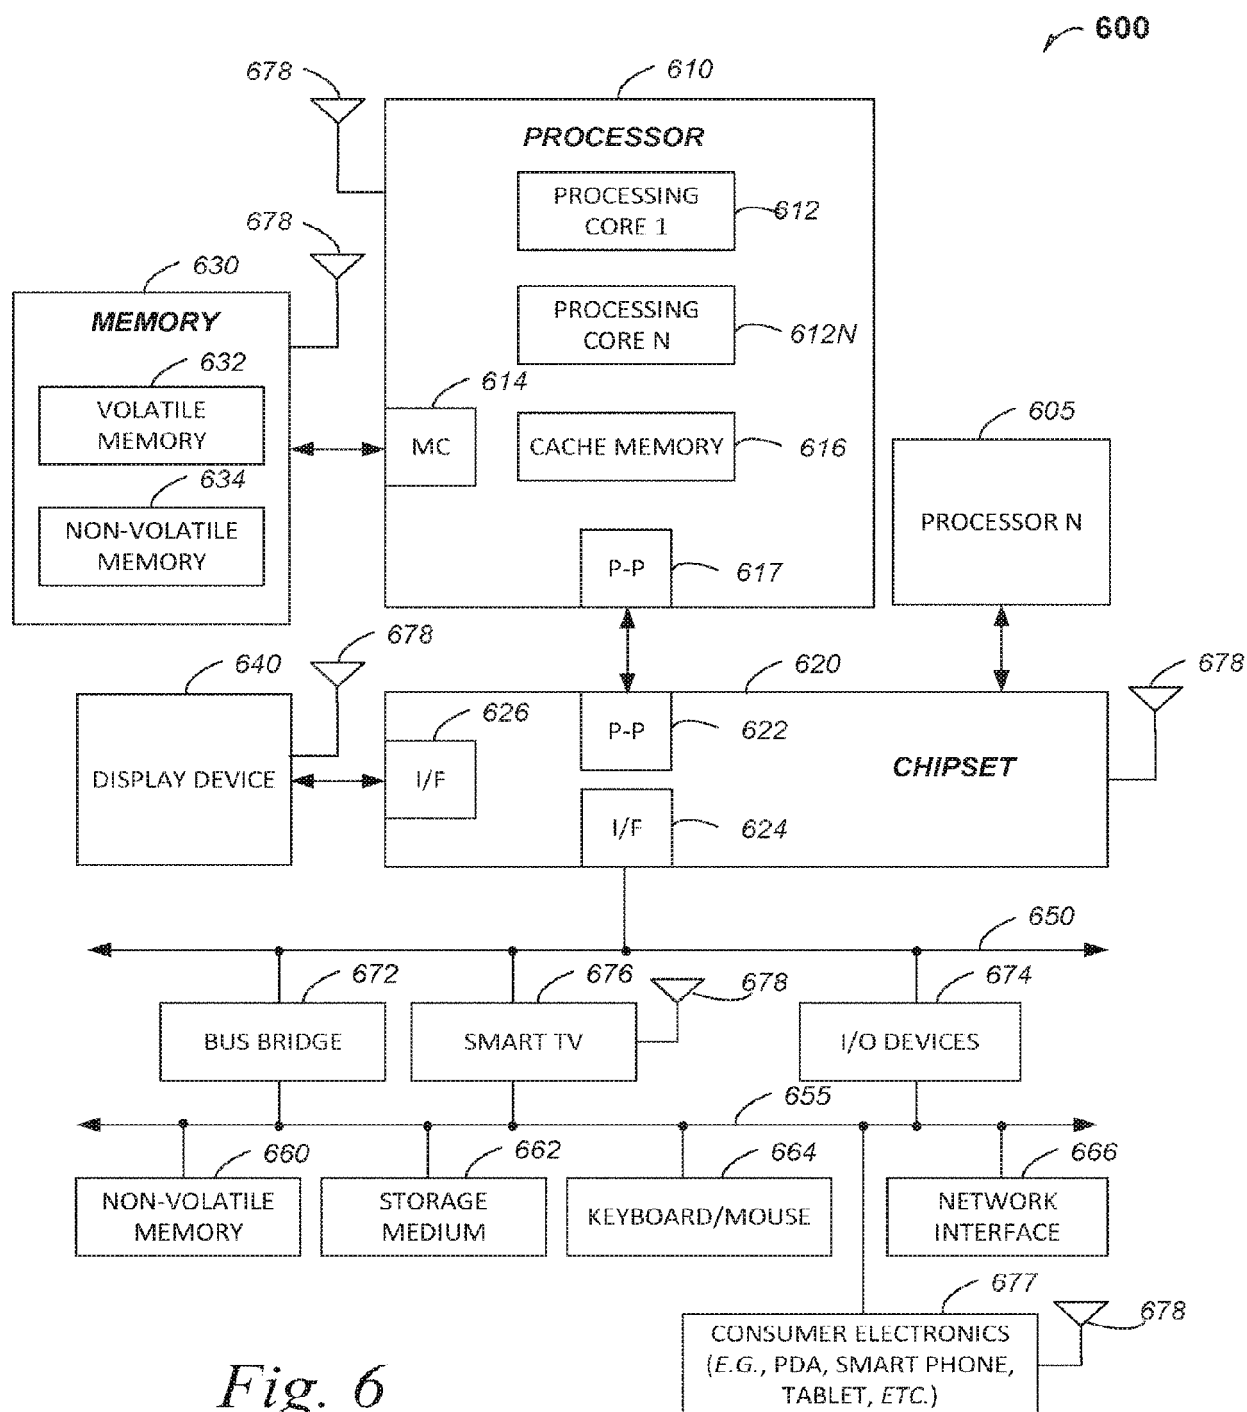 600
678
610
PROCESSOR
PROCESSING
CORE 1
612
678
630
MEMORY
PROCESSING
CORE N
612N
632
VOLATILE
MEMORY
614
MC
CACHE MEMORY
616
605
634
NON-VOLATILE
MEMORY
PROCESSOR N
P-P
617
678
640
620
678
626
P-P
622
DISPLAY DEVICE
I/F
CHIPSET
I/F
624
650
672
676
678
674
BUS BRIDGE
SMART TV
I/O DEVICES
655
660
662
664
666
NON-VOLATILE
MEMORY
STORAGE
MEDIUM
KEYBOARD/MOUSE
NETWORK
INTERFACE
677
678
CONSUMER ELECTRONICS
(E.G., PDA, SMART PHONE,
TABLET, ETC.)
Fig. 6